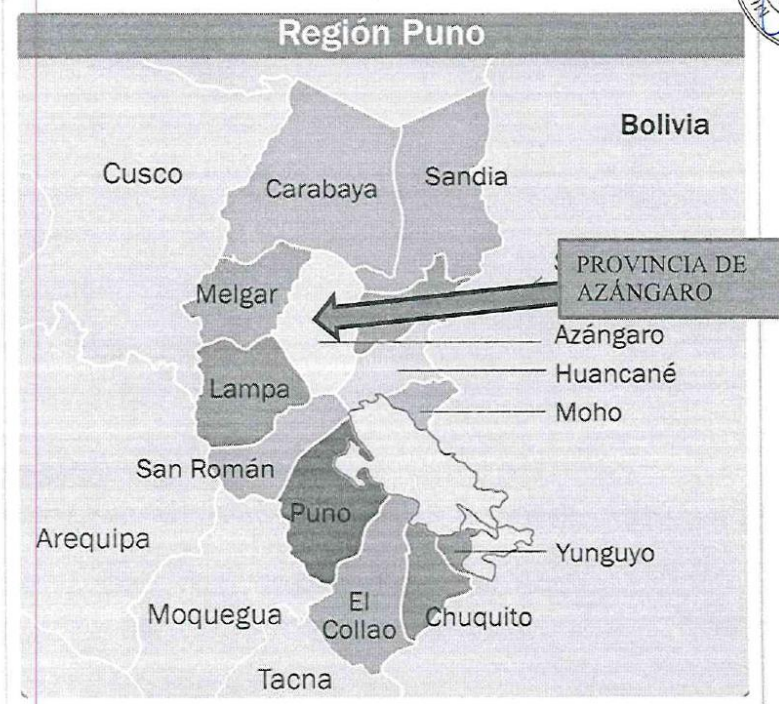 Región Puno
Bolivia
Cusco
Carabaya
Sandia
PROVINCIA DE
AZÁNGARO
Melgar
Azángaro
Huancané
Lampa
Moho
San Román
Puno
Arequipa
Yunguyo
El
Collao
Moquegua
Chuquito
Tacna